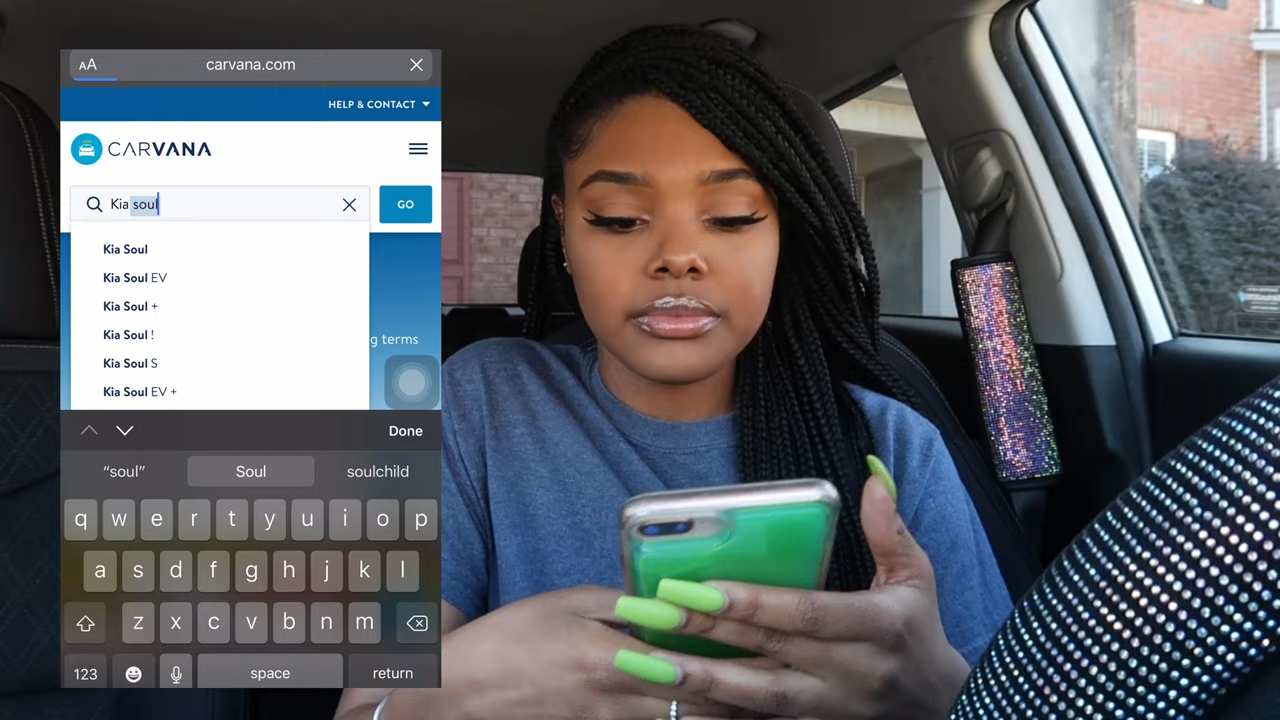 AA carvana.com
HELP & CONTACT
CARVANA
Kia soul
GO
Kia Soul
Kia Soul EV
Kia Soul +
Kia Soul !
Kia Soul S
Kia Soul EV +
g terms
Done
“soul” Soul soulchild
q w e r t y u i o p
a s d f g h j k l
z x c v b n m
123 space return